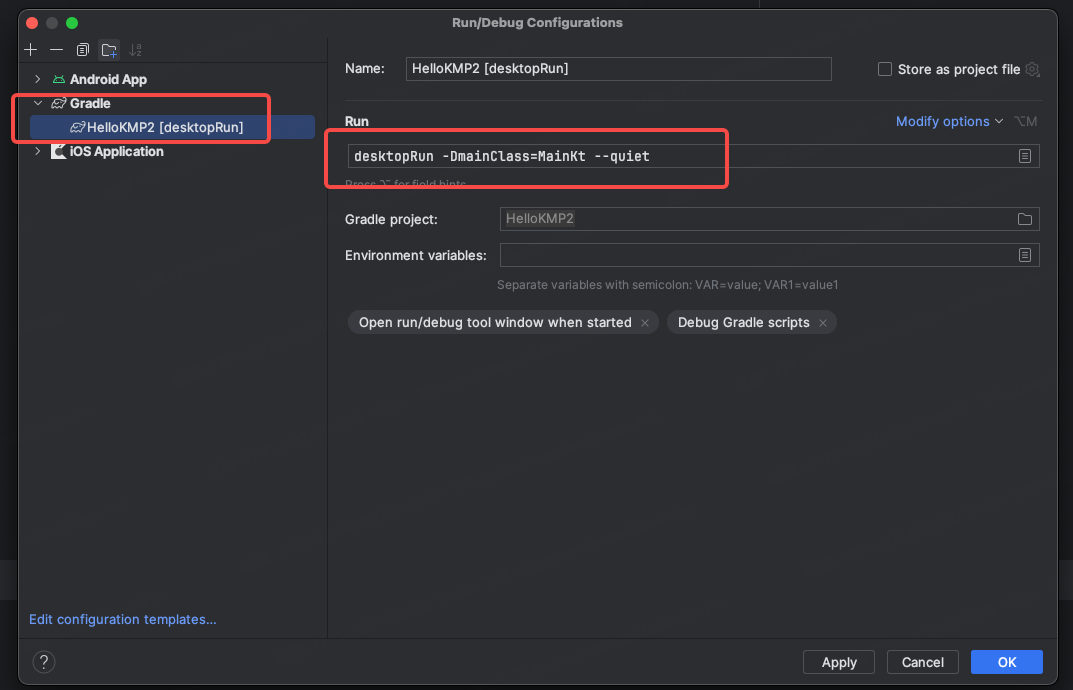 Run/Debug Configurations
Android App
Gradle
HelloKMP2 [desktopRun]
iOS Application
Edit configuration templates...
Name:
HelloKMP2 [desktopRun]
Store as project file
Run
Modify options
⌥M
desktopRun -DmainClass=MainKt --quiet
Press ⌥ for field hints
Gradle project:
HelloKMP2
Environment variables:
Separate variables with semicolon: VAR=value; VAR1=value1
Open run/debug tool window when started ×
Debug Gradle scripts ×
?
Apply
Cancel
OK